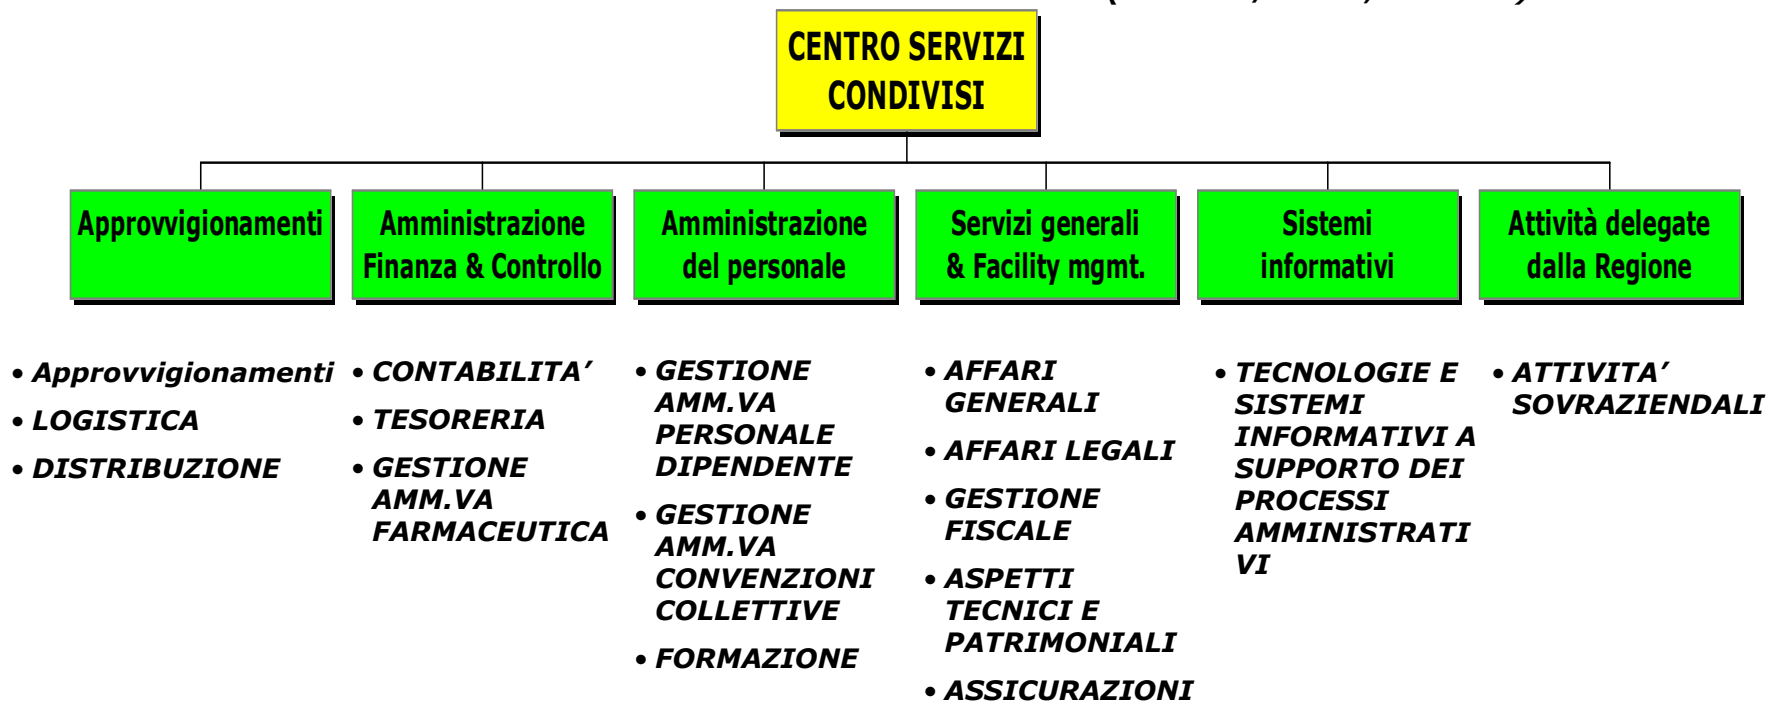 CENTRO SERVIZI
CONDIVISI
Approvvigionamenti
Amministrazione
Finanza & Controllo
Amministrazione
del personale
Servizi generali
& Facility mgmt.
Sistemi
informativi
Attività delegate
dalla Regione
• Approvvigionamenti
• LOGISTICA
• DISTRIBUZIONE
• CONTABILITA’
• TESORERIA
• GESTIONE
AMM.VA
FARMACEUTICA
• GESTIONE
AMM.VA
PERSONALE
DIPENDENTE
• GESTIONE
AMM.VA
CONVENZIONI
COLLETTIVE
• FORMAZIONE
• AFFARI
GENERALI
• AFFARI LEGALI
• GESTIONE
FISCALE
• ASPETTI
TECNICI E
PATRIMONIALI
• ASSICURAZIONI
• TECNOLOGIE E
SISTEMI
INFORMATIVI A
SUPPORTO DEI
PROCESSI
AMMINISTRATI
VI
• ATTIVITA’
SOVRAZIENDALI